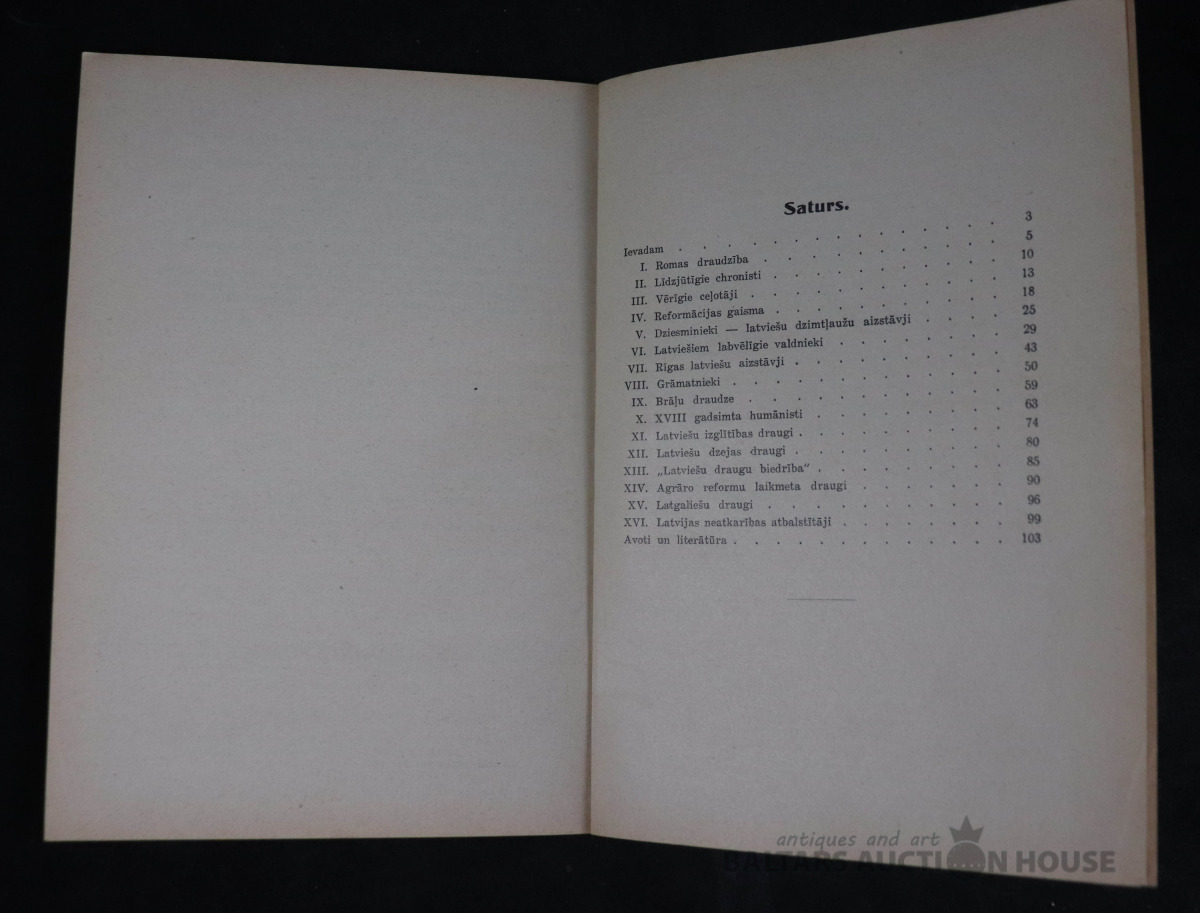 Saturs.
Ievadam . . . . . . . . . . . . . . 3
I. Romas draudzība . . . . . . . . . . . 5
II. Līdzjūtīgie chronisti . . . . . . . . . . . 10
III. Vērīgie ceļotāji . . . . . . . . . . . 13
IV. Reformācijas gaisma . . . . . . . . . . . 18
V. Dziesminieki — latviešu dzimtļaužu aizstāvji . . . . 25
VI. Latviešiem labvēlīgie valdnieki . . . . . . . 29
VII. Rīgas latviešu aizstāvji . . . . . . . . . 43
VIII. Grāmatnieki . . . . . . . . . . . . 50
IX. Brāļu draudze . . . . . . . . . . . . 59
X. XVIII gadsimta humānisti . . . . . . . . 63
XI. Latviešu izglītības draugi . . . . . . . . . 74
XII. Latviešu dzejas draugi . . . . . . . . . 80
XIII. „Latviešu draugu biedrība“ . . . . . . . . 85
XIV. Agrāro reformu laikmeta draugi . . . . . . . 90
XV. Latgaliešu draugi . . . . . . . . . . . 96
XVI. Latvijas neatkarības atbalstītāji . . . . . . . 99
Avoti un literātūra . . . . . . . . . . . . 103
antiques and art
BALTARS AUCTION HOUSE